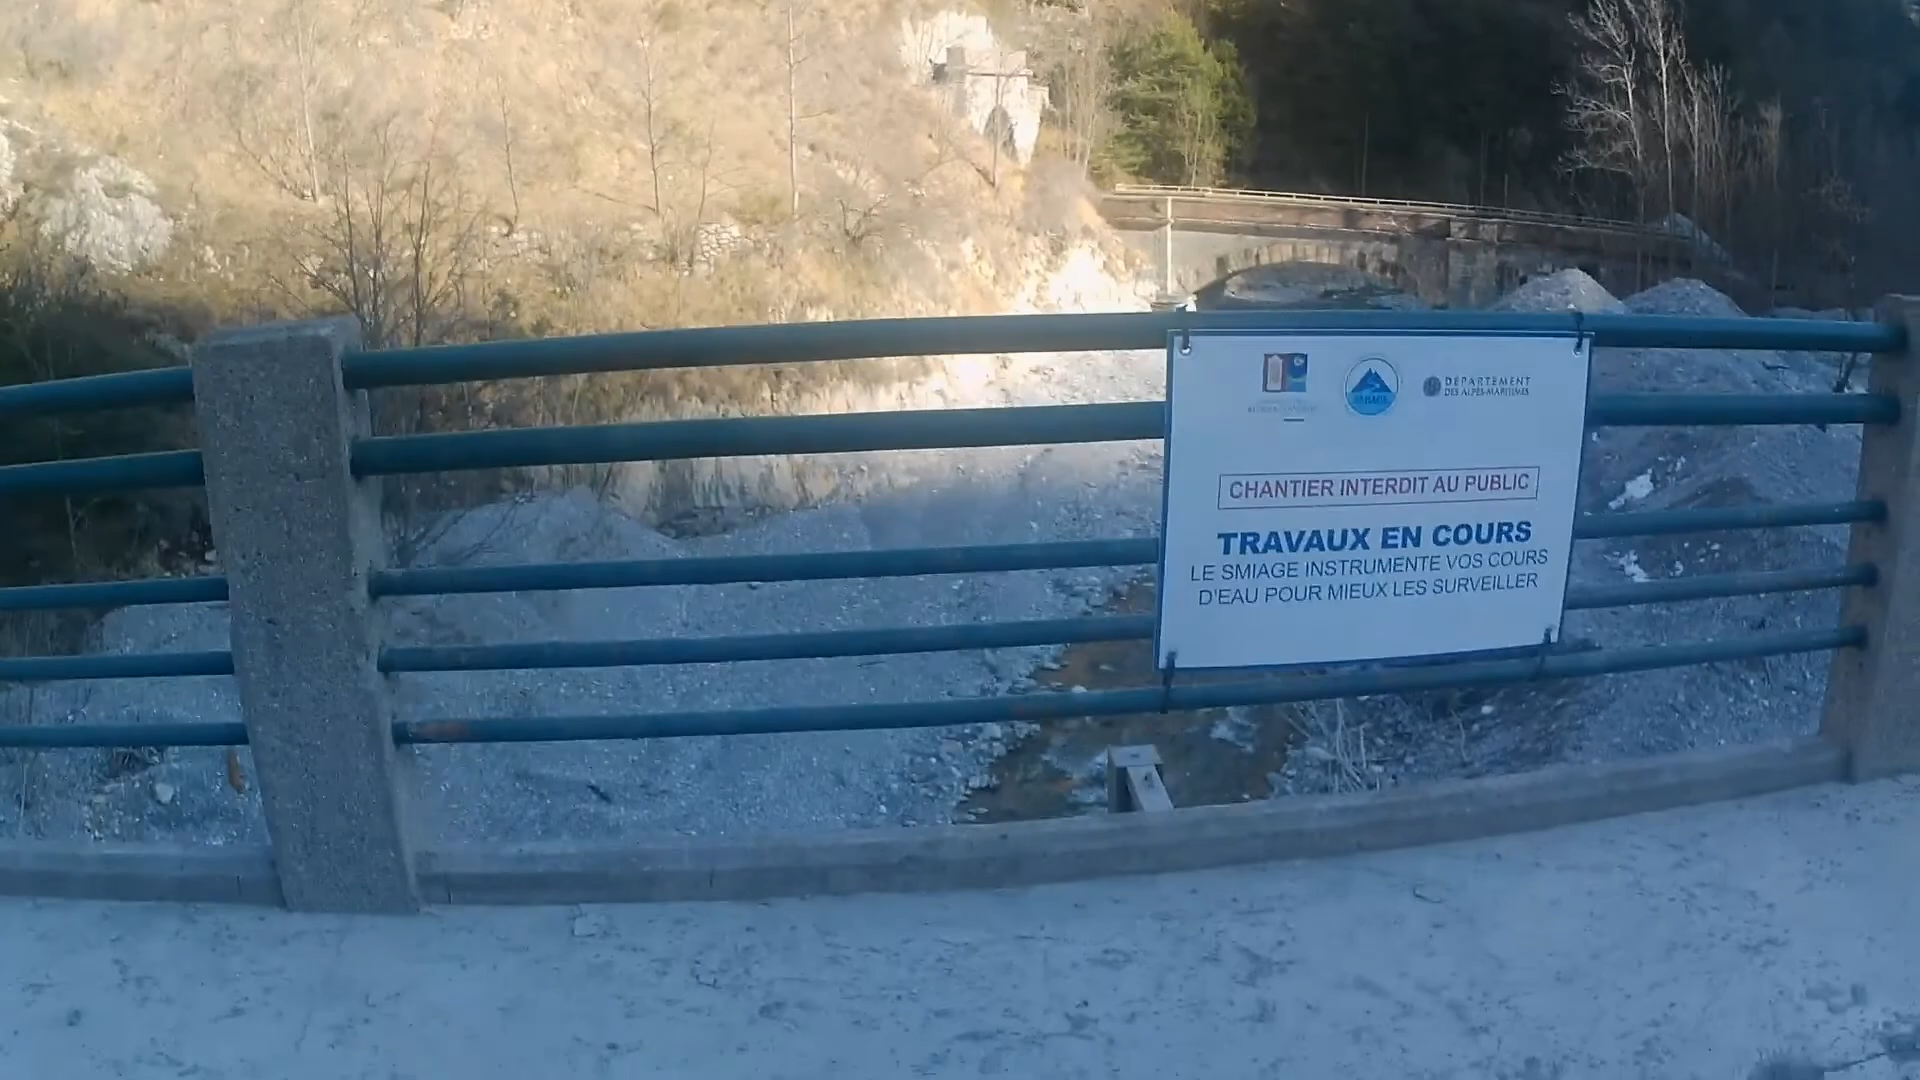 SMIAGE
DÉPARTEMENT
DES ALPES-MARITIMES
CHANTIER INTERDIT AU PUBLIC
TRAVAUX EN COURS
LE SMIAGE INSTRUMENTE VOS COURS
D'EAU POUR MIEUX LES SURVEILLER